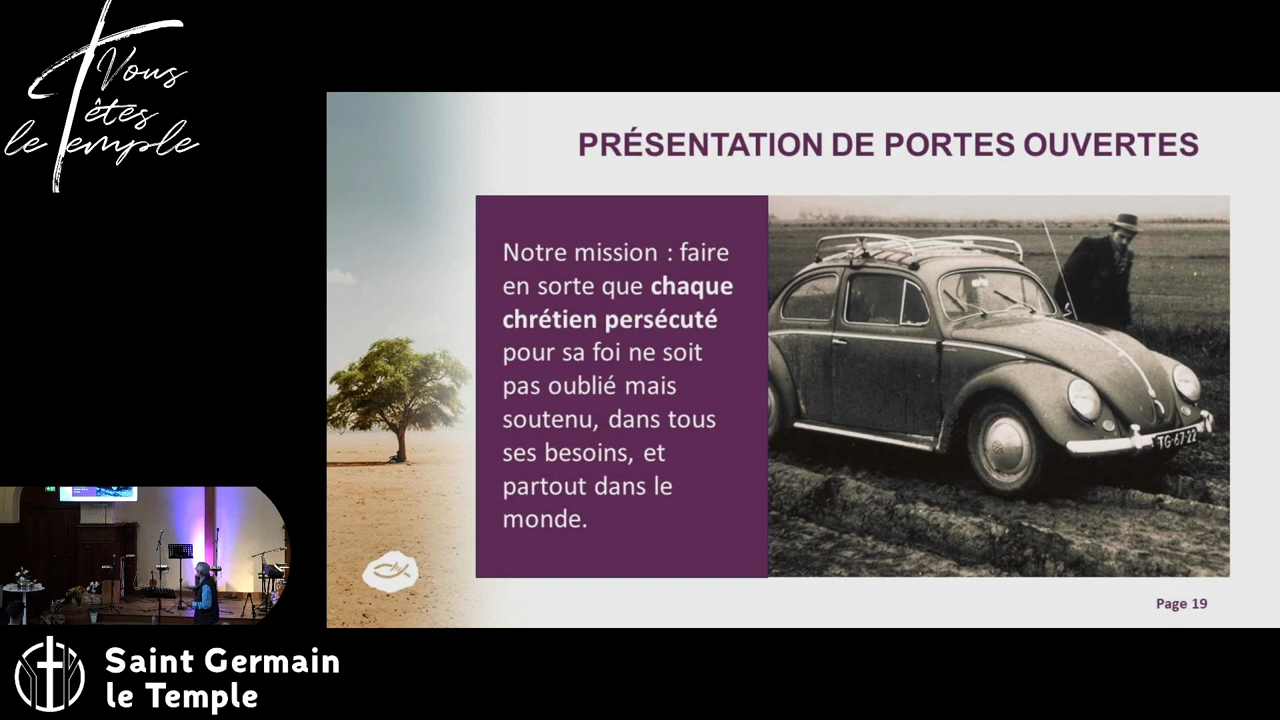 Vous
êtes
le Temple
PRÉSENTATION DE PORTES OUVERTES
Notre mission : faire
en sorte que chaque
chrétien persécuté
pour sa foi ne soit
pas oublié mais
soutenu, dans tous
ses besoins, et
partout dans le
monde.
TG-67-22
Page 19
Saint Germain
le Temple